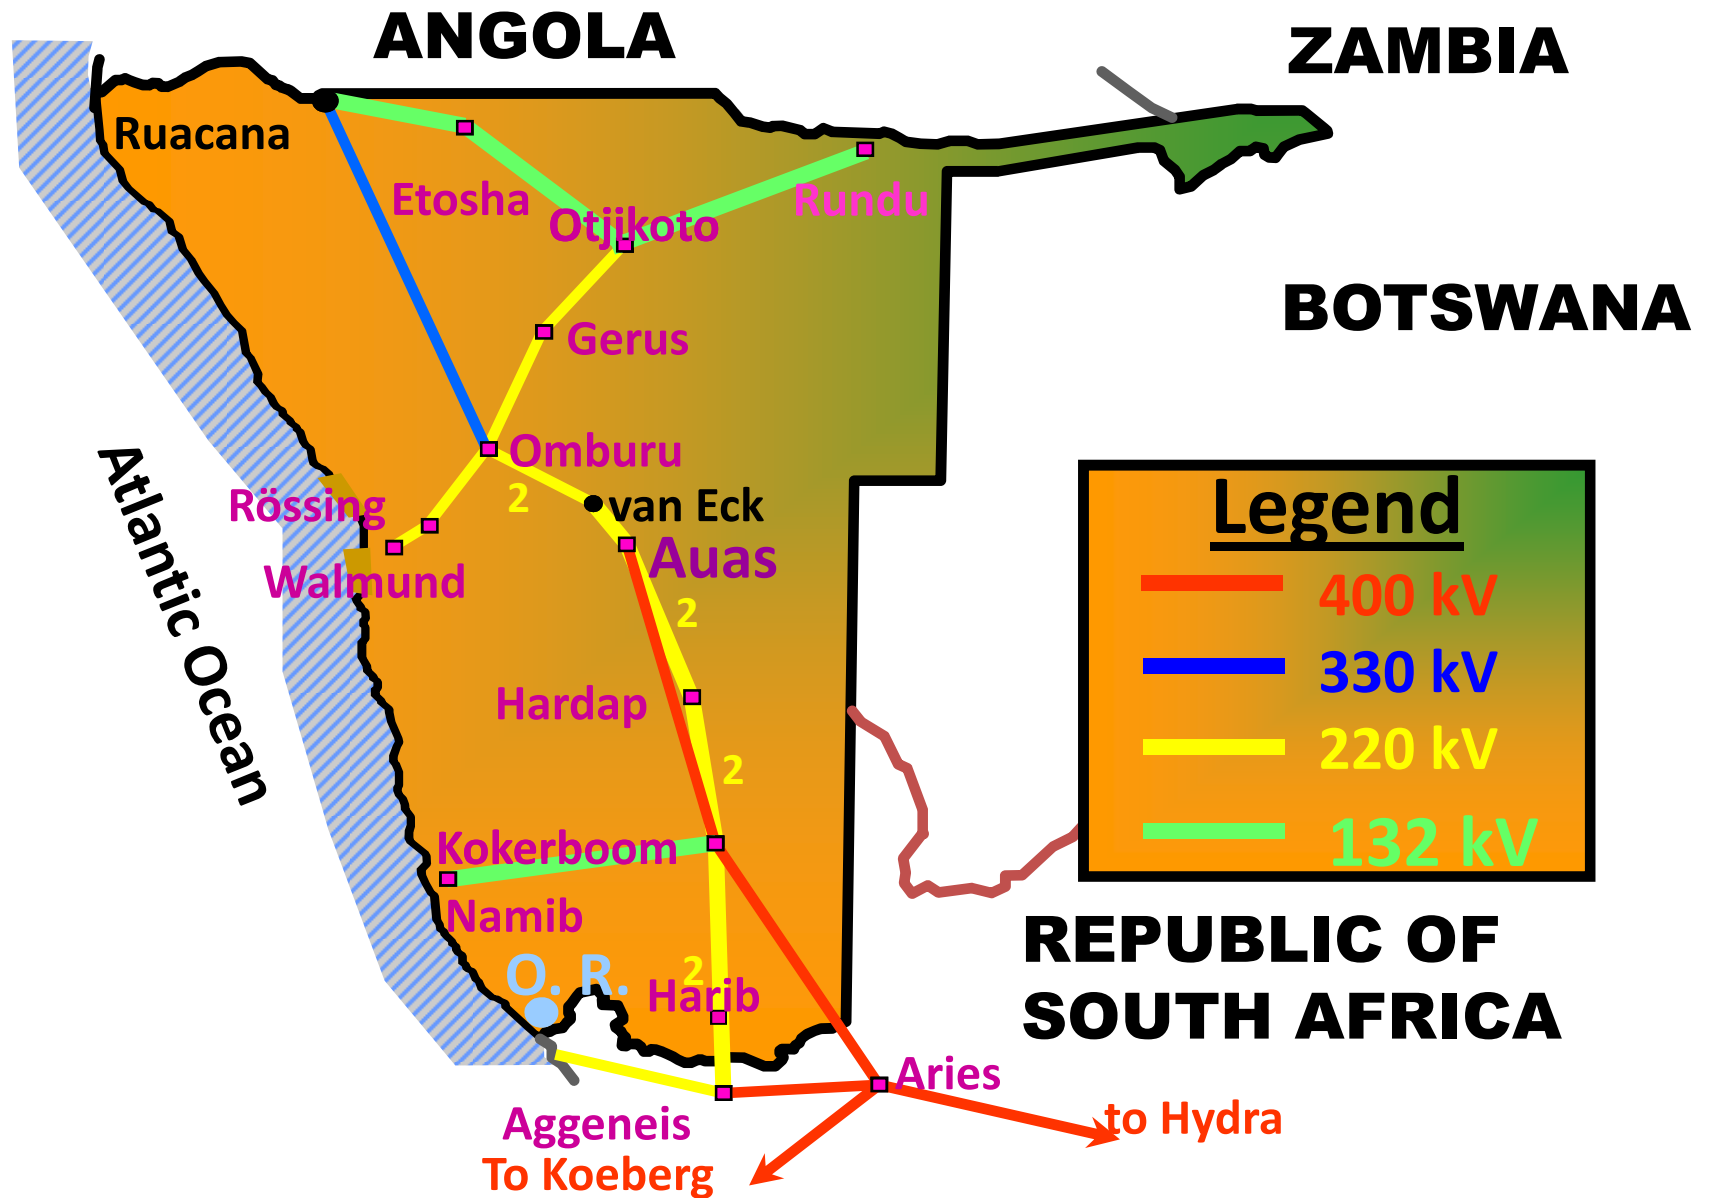 ANGOLA
ZAMBIA
Ruacana
Etosha
Rundu
Otjikoto
BOTSWANA
Gerus
Omburu
2
Rössing
van Eck
Auas
Walmund
Atlantic Ocean
2
Hardap
2
Kokerboom
Namib
O. R.
2
Harib
Legend
400 kV
330 kV
220 kV
132 kV
REPUBLIC OF
SOUTH AFRICA
Aries
to Hydra
Aggeneis
To Koeberg